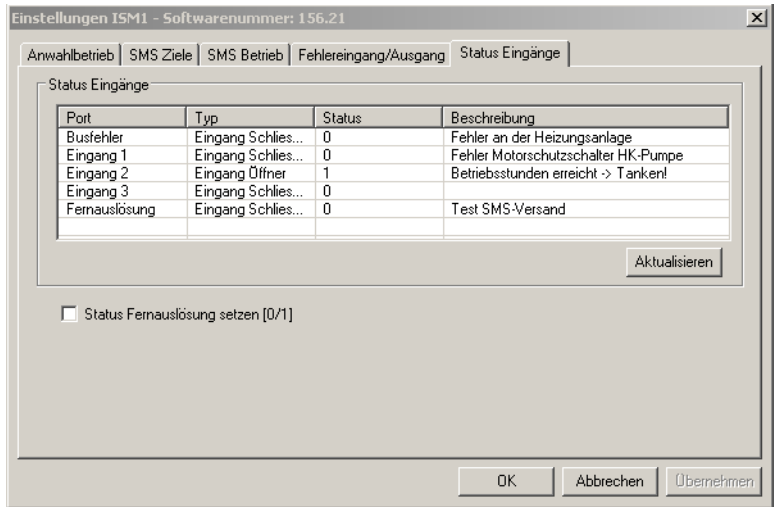 Einstellungen ISM1 - Softwarenummer: 156.21
Anwahlbetrieb SMS Ziele SMS Betrieb Fehlereingang/Ausgang Status Eingänge
Status Eingänge
Port Typ Status Beschreibung
Busfehler Eingang Schlies... 0 Fehler an der Heizungsanlage
Eingang 1 Eingang Schlies... 0 Fehler Motorschutzschalter HK-Pumpe
Eingang 2 Eingang Öffner 1 Betriebsstunden erreicht -> Tanken!
Eingang 3 Eingang Schlies... 0
Fernauslösung Eingang Schlies... 0 Test SMS-Versand
Aktualisieren
Status Fernauslösung setzen [0/1]
OK Abbrechen Übernehmen